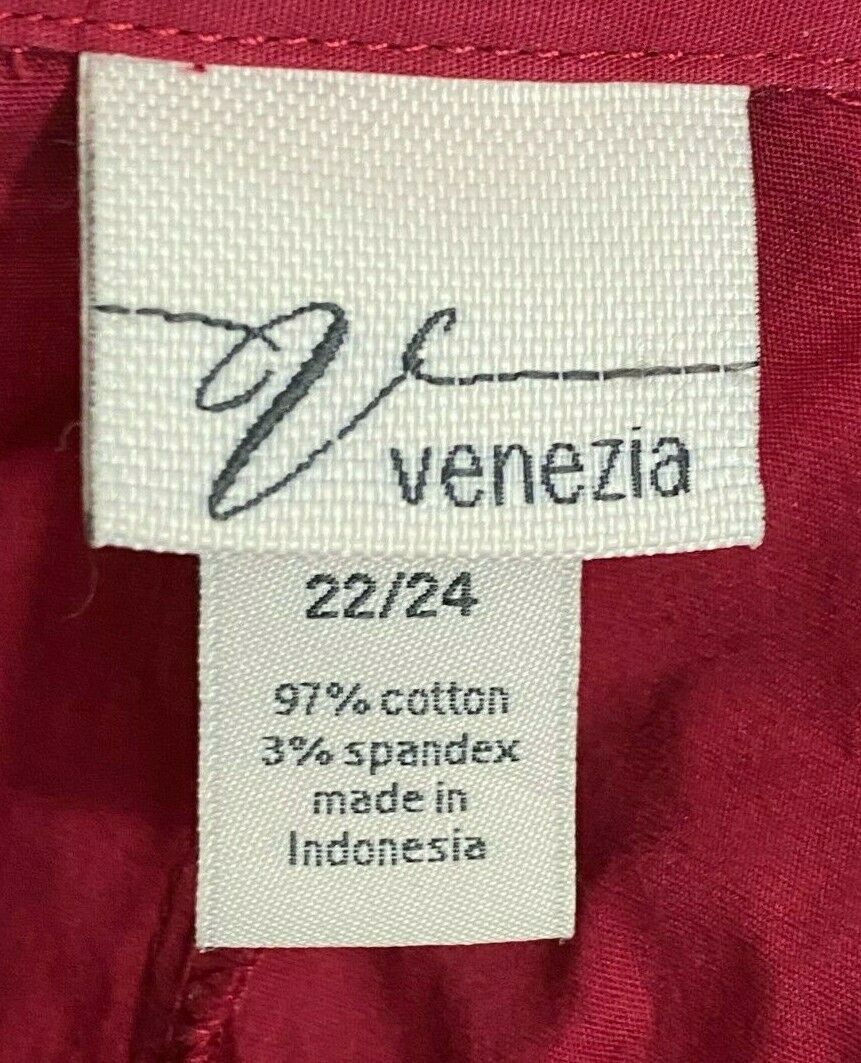 V
venezia
22/24
97% cotton
3% spandex
made in
Indonesia